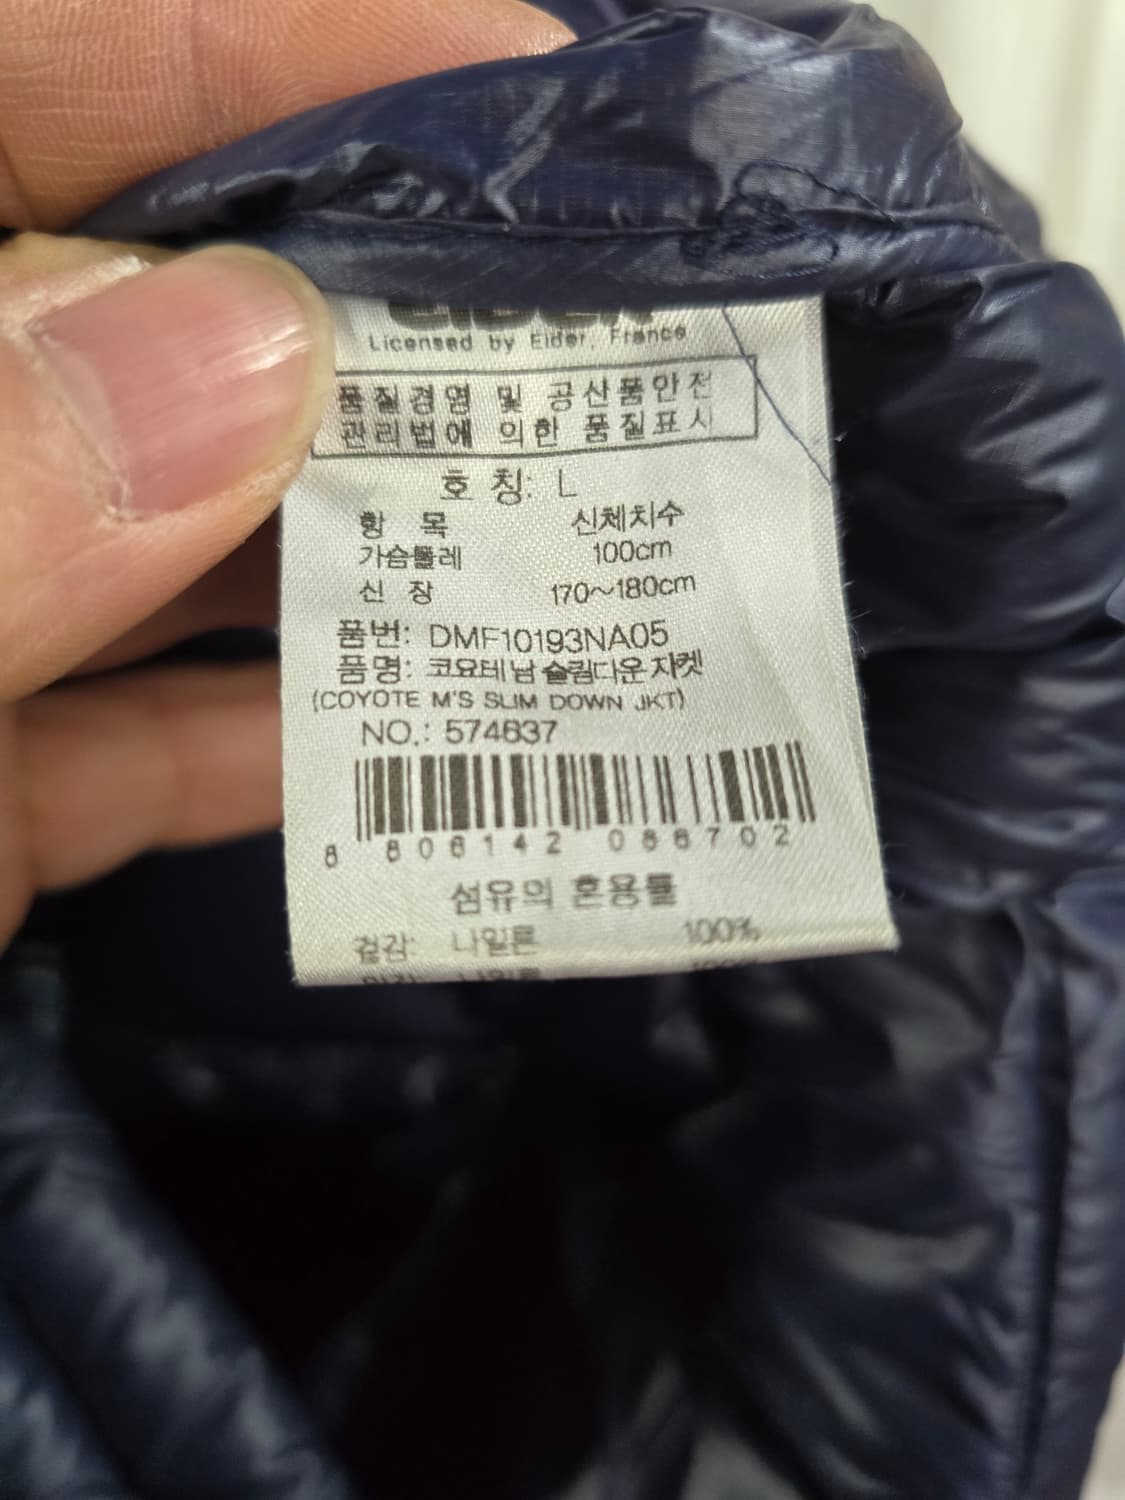 Licensed by Eider, France
품질경영 및 공산품안전
관리법에 의한 품질표시
호 칭: L
항 목 신체치수
가슴둘레 100cm
신 장 170~180cm
품번: DMF10193NA05
품명: 코요테남슬림다운자켓
(COYOTE M'S SLIM DOWN JKT)
NO.: 574637
8 806142 086702
섬유의 혼용률
겉감: 나일론 100%